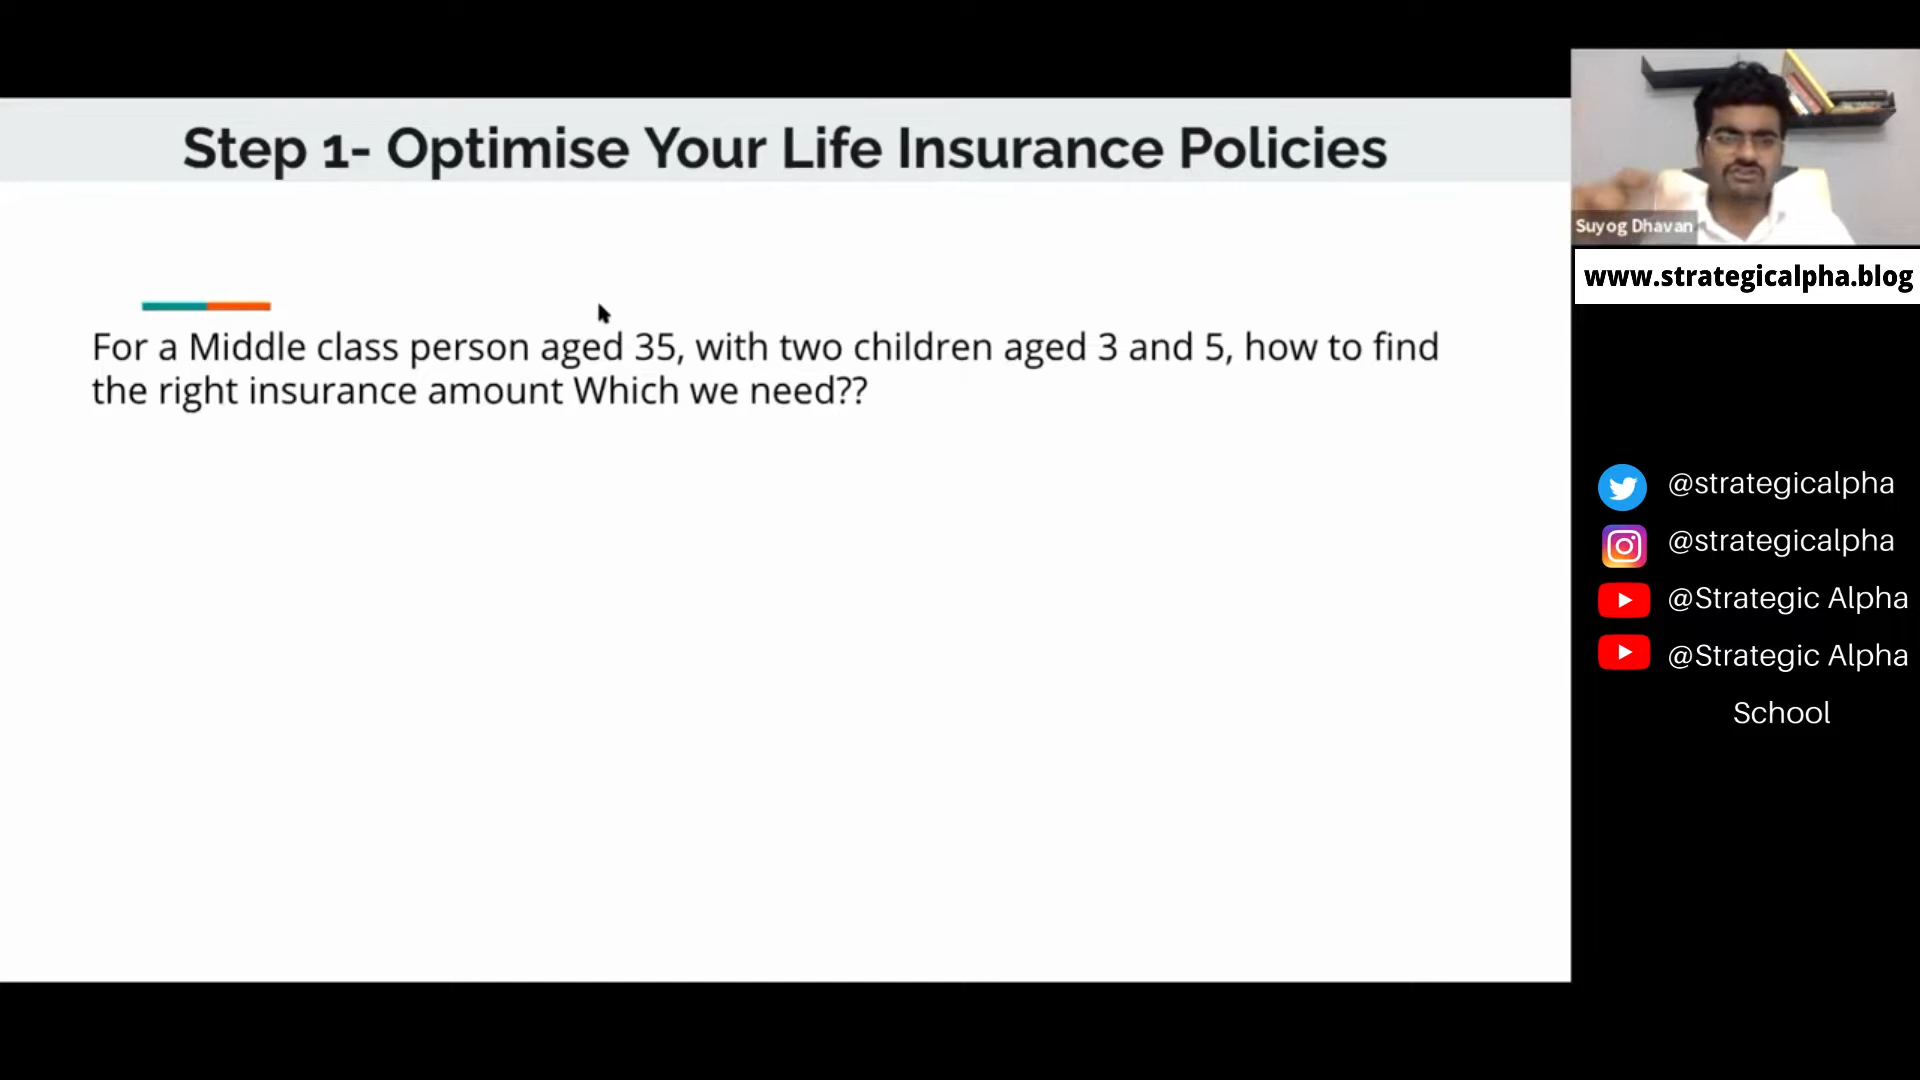 Step 1- Optimise Your Life Insurance Policies
For a Middle class person aged 35, with two children aged 3 and 5, how to find
the right insurance amount Which we need??
Suyog Dhavan
www.strategicalpha.blog
@strategicalpha
@strategicalpha
@Strategic Alpha
@Strategic Alpha
School